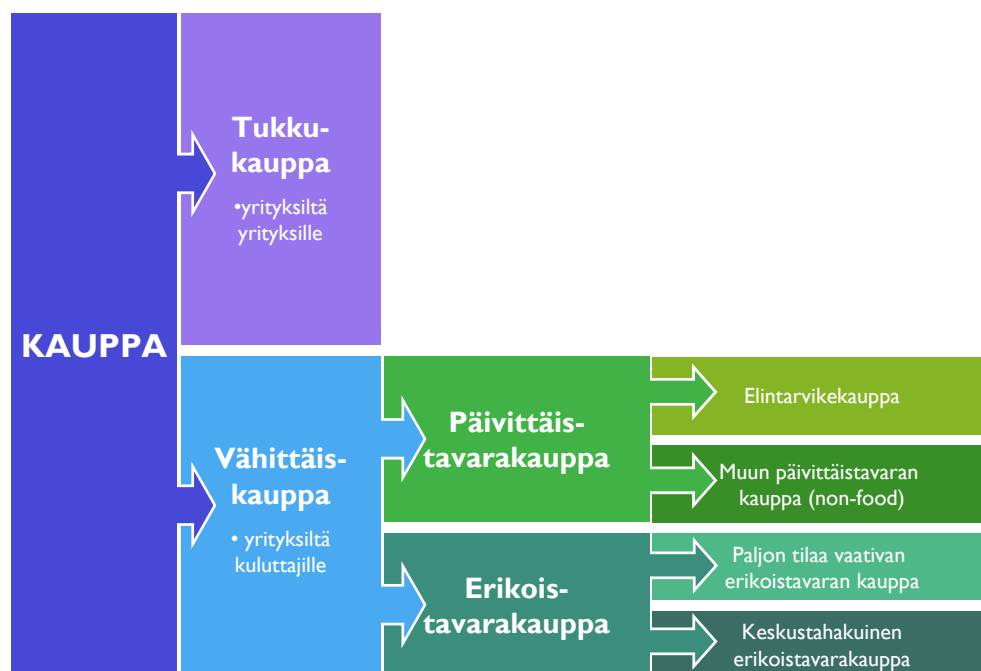 KAUPPA
Tukku-
kauppa
•yrityksiltä
yrityksille
Vähittäis-
kauppa
• yrityksiltä
kuluttajille
Päivittäis-
tavarakauppa
Elintarvikekauppa
Muun päivittäistavaran
kauppa (non-food)
Erikois-
tavarakauppa
Paljon tilaa vaativan
erikoistavaran kauppa
Keskustahakuinen
erikoistavarakauppa